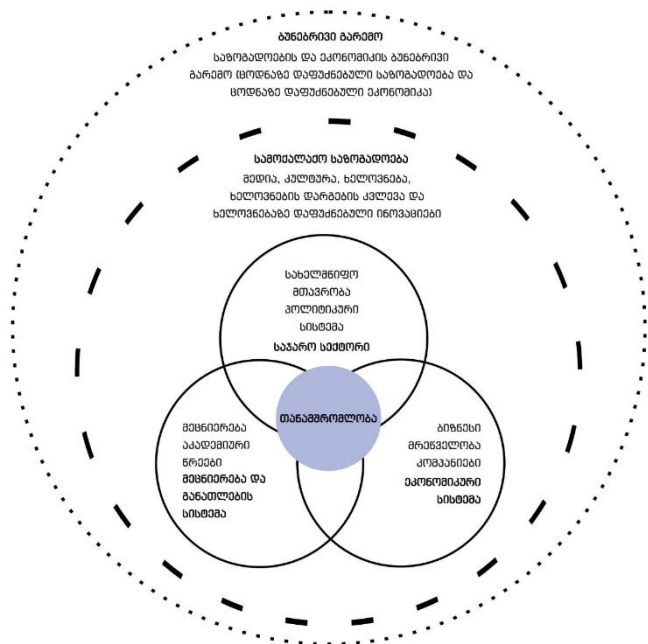 ბუნებრივი გარემო
საზოგადოების და ეკონომიკის ბუნებრივი
გარემო (ცოდნაზე დაფუძნებული საზოგადოება და
ცოდნაზე დაფუძნებული ეკონომიკა)
სამოქალაქო საზოგადოება
მედია, კულტურა, ხელოვნება,
ხელოვნების დარგების კვლევა და
ხელოვნებაზე დაფუძნებული ინოვაციები
სახელმწიფო
მთავრობა
პოლიტიკური
სისტემა
საჯარო სექტორი
თანამშრომლობა
მეცნიერება
აკადემიური
წრეები
მეცნიერება და
განათლების
სისტემა
ბიზნესი
მრეწველობა
კომპანიები
ეკონომიკური
სისტემა